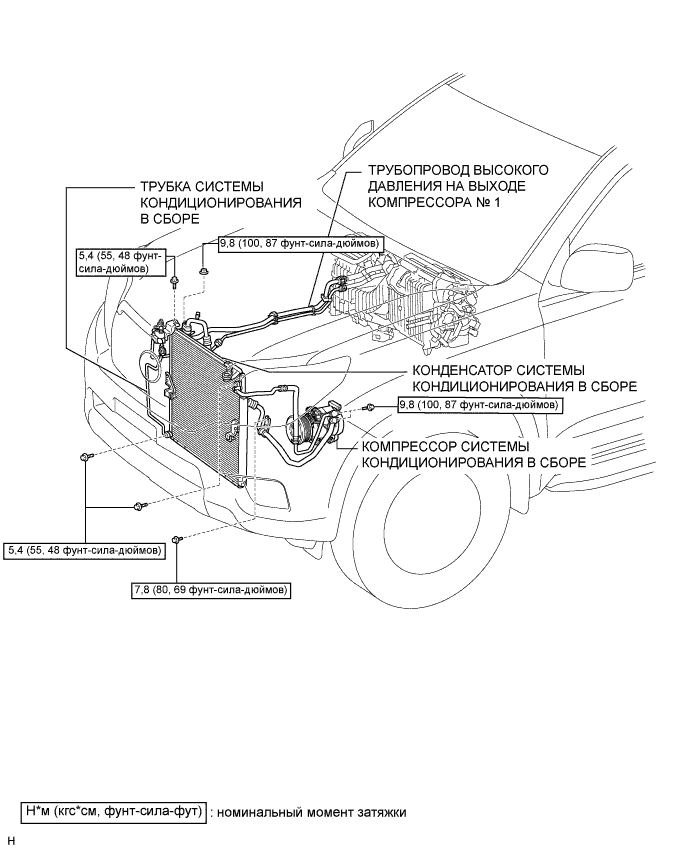 ТРУБОПРОВОД ВЫСОКОГО
ДАВЛЕНИЯ НА ВЫХОДЕ
КОМПРЕССОРА № 1
ТРУБКА СИСТЕМЫ
КОНДИЦИОНИРОВАНИЯ
В СБОРЕ
9,8 (100, 87 фунт-сила-дюймов)
5,4 (55, 48 фунт-
сила-дюймов)
КОНДЕНСАТОР СИСТЕМЫ
КОНДИЦИОНИРОВАНИЯ В СБОРЕ
9,8 (100, 87 фунт-сила-дюймов)
КОМПРЕССОР СИСТЕМЫ
КОНДИЦИОНИРОВАНИЯ В СБОРЕ
5,4 (55, 48 фунт-сила-дюймов)
7,8 (80, 69 фунт-сила-дюймов)
Н*м (кгс*см, фунт-сила-фут) : номинальный момент затяжки
H